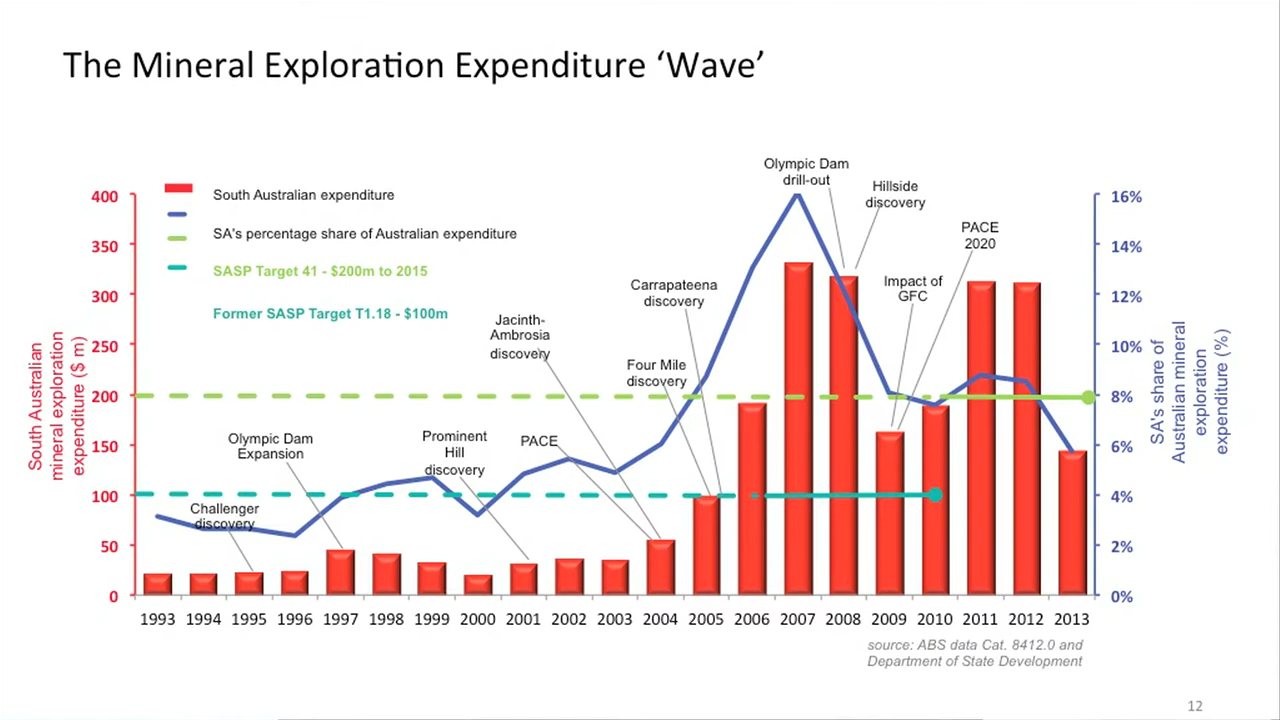 The Mineral Exploration Expenditure ‘Wave’
South Australian expenditure
SA's percentage share of Australian expenditure
SASP Target 41 - $200m to 2015
Former SASP Target T1.18 - $100m
400
350
300
250
200
150
100
50
0
South Australian
mineral exploration
expenditure ($ m)
Challenger
discovery
Olympic Dam
Expansion
Prominent
Hill
discovery
PACE
Jacinth-
Ambrosia
discovery
Four Mile
discovery
Carrapateena
discovery
Olympic Dam
drill-out
Hillside
discovery
Impact of
GFC
PACE
2020
16%
14%
12%
10%
8%
6%
4%
2%
0%
SA's share of
Australian mineral
exploration
expenditure (%)
1993 1994 1995 1996 1997 1998 1999 2000 2001 2002 2003 2004 2005 2006 2007 2008 2009 2010 2011 2012 2013
source: ABS data Cat. 8412.0 and
Department of State Development
12